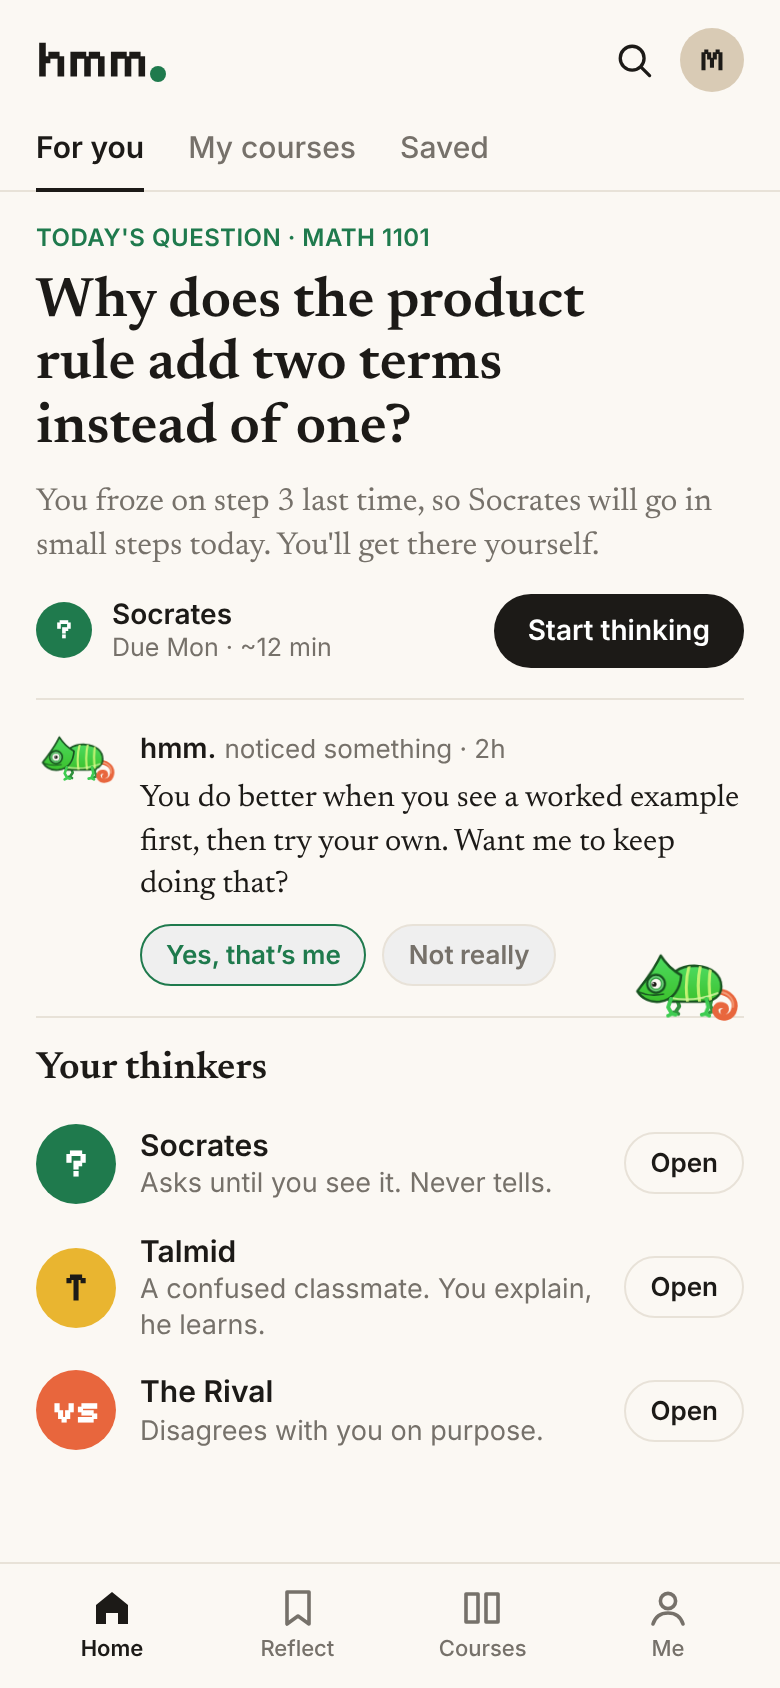 hmm.
M
For you My courses Saved
TODAY'S QUESTION · MATH 1101
Why does the product
rule add two terms
instead of one?
You froze on step 3 last time, so Socrates will go in
small steps today. You'll get there yourself.
?
Socrates
Due Mon · ~12 min
Start thinking
hmm. noticed something · 2h
You do better when you see a worked example
first, then try your own. Want me to keep
doing that?
Yes, that’s me Not really
Your thinkers
?
Socrates
Asks until you see it. Never tells.
Open
T
Talmid
A confused classmate. You explain,
he learns.
Open
VS
The Rival
Disagrees with you on purpose.
Open
Home Reflect Courses Me